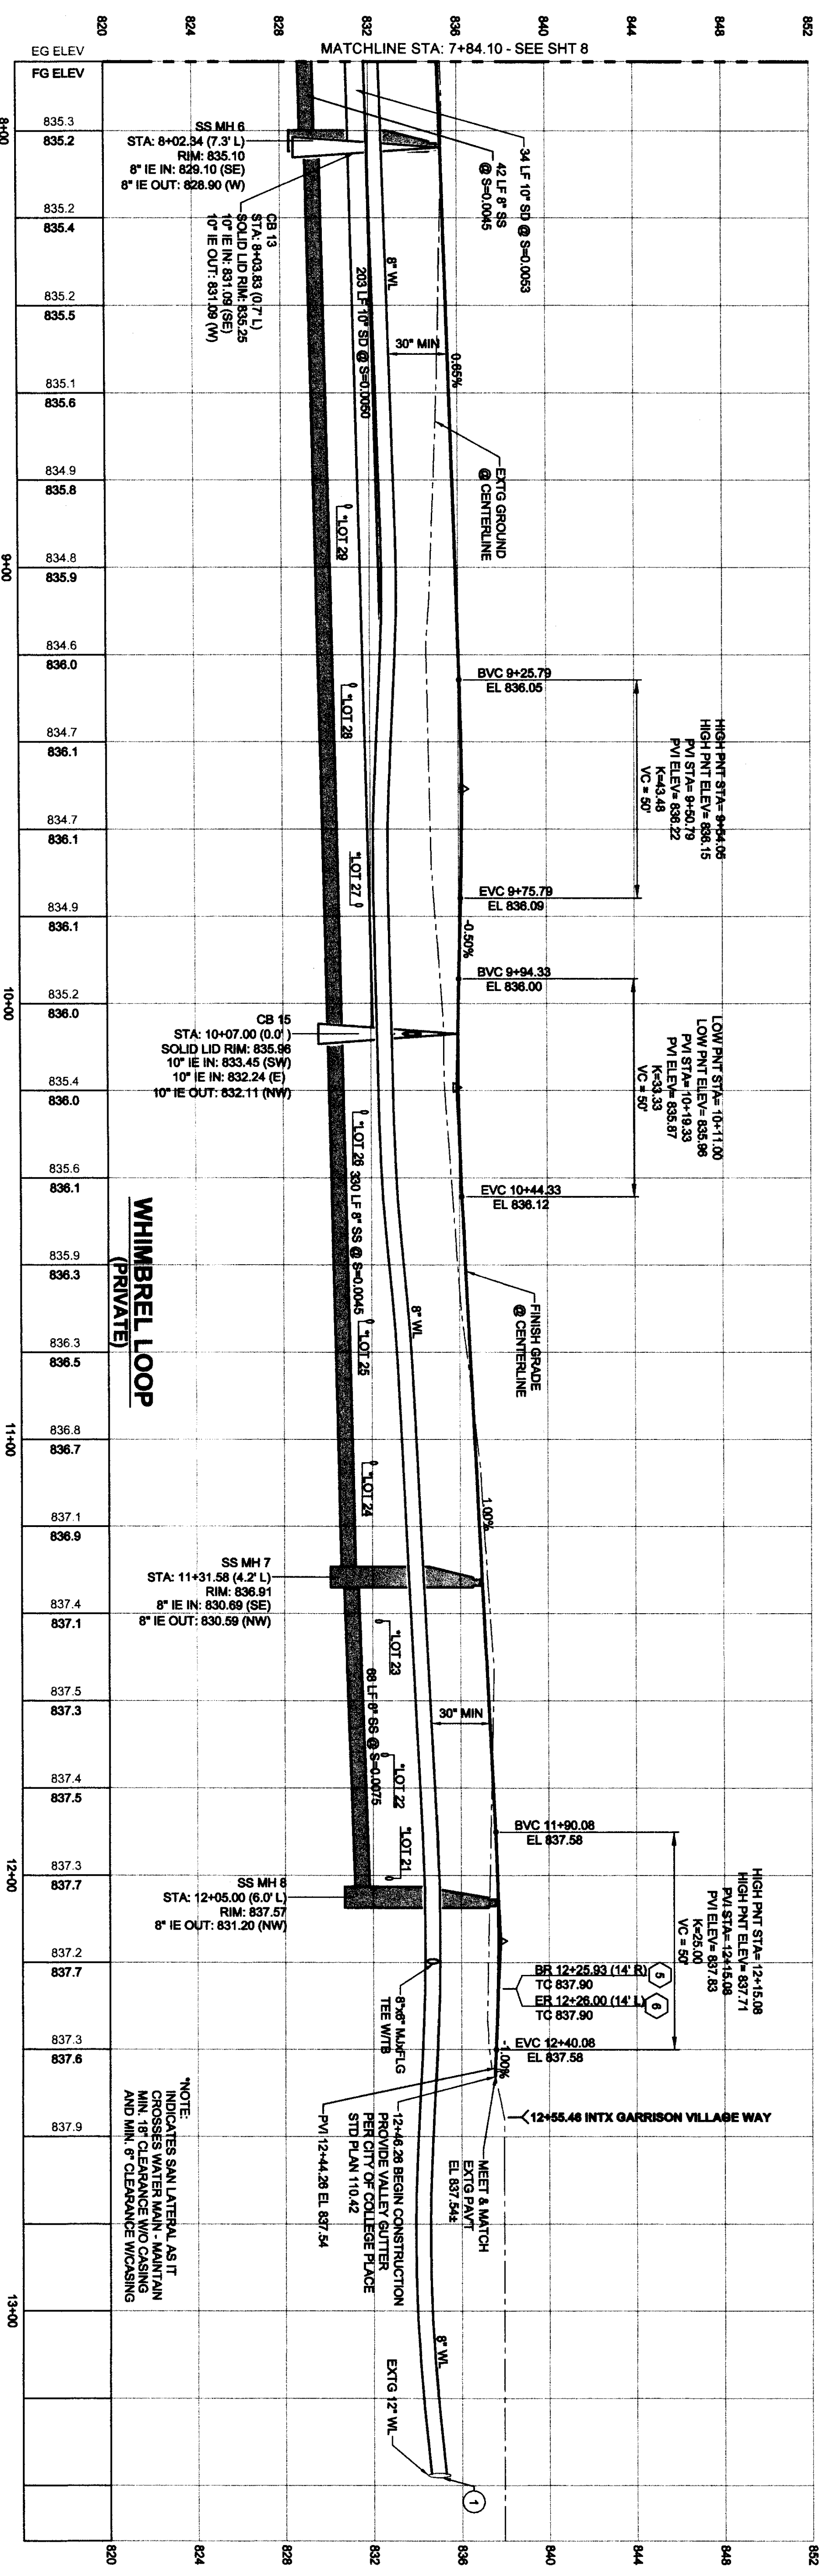 MATCHLINE STA: 7+84.10 - SEE SHT 8
852
848
844
840
836
832
828
824
820
EG ELEV
FG ELEV
8+00
835.3
835.2
835.2
835.4
835.2
835.5
835.1
835.6
834.9
835.8
9+00
834.8
835.9
834.6
836.0
834.7
836.1
834.7
836.1
834.9
836.1
10+00
835.2
836.0
835.4
836.0
835.6
836.1
835.9
836.3
836.3
836.5
11+00
836.8
836.7
837.1
836.9
837.4
837.1
837.5
837.3
837.4
837.5
12+00
837.3
837.7
837.2
837.7
837.3
837.6
837.9
13+00
SS MH 6
STA: 8+02.34 (7.3' L)
RIM: 835.10
8" IE IN: 829.10 (SE)
8" IE OUT: 828.90 (W)
CB 13
STA: 8+03.83 (0.7' L)
SOLID LID RIM: 835.25
10" IE IN: 831.09 (SE)
10" IE OUT: 831.09 (W)
34 LF 10" SD @ S=0.0053
42 LF 8" SS
@ S=0.0045
8" WL
203 LF 10" SD @ S=0.0050
30" MIN
0.65%
EXTG GROUND
@ CENTERLINE
*LOT 29
*LOT 28
*LOT 27
BVC 9+25.79
EL 836.05
HIGH PNT STA= 9+54.05
HIGH PNT ELEV= 836.15
PVI STA= 9+50.79
PVI ELEV= 836.22
K=43.48
VC = 50'
EVC 9+75.79
EL 836.09
-0.50%
BVC 9+94.33
EL 836.00
LOW PNT STA= 10+11.00
LOW PNT ELEV= 835.96
PVI STA= 10+19.33
PVI ELEV= 835.87
K=33.33
VC = 50'
EVC 10+44.33
EL 836.12
CB 15
STA: 10+07.00 (0.0' )
SOLID LID RIM: 835.96
10" IE IN: 833.45 (SW)
10" IE IN: 832.24 (E)
10" IE OUT: 832.11 (NW)
*LOT 26
330 LF 8" SS @ S=0.0045
*LOT 25
*LOT 24
8" WL
FINISH GRADE
@ CENTERLINE
WHIMBREL LOOP
(PRIVATE)
1.00%
SS MH 7
STA: 11+31.58 (4.2' L)
RIM: 836.91
8" IE IN: 830.69 (SE)
8" IE OUT: 830.59 (NW)
*LOT 23
68 LF 8" SS @ S=0.0075
*LOT 22
*LOT 21
30" MIN
SS MH 8
STA: 12+05.00 (6.0' L)
RIM: 837.57
8" IE OUT: 831.20 (NW)
BVC 11+90.08
EL 837.58
HIGH PNT STA= 12+15.08
HIGH PNT ELEV= 837.71
PVI STA= 12+15.08
PVI ELEV= 837.83
K=25.00
VC = 50'
BR 12+25.93 (14' R)
TC 837.90
5
ER 12+26.00 (14' L)
TC 837.90
6
EVC 12+40.08
EL 837.58
-1.00%
12+55.46 INTX GARRISON VILLAGE WAY
MEET & MATCH
EXTG PAV'T
EL 837.54±
8"x6" MJxFLG
TEE W/TB
12+46.26 BEGIN CONSTRUCTION
PROVIDE VALLEY GUTTER
PER CITY OF COLLEGE PLACE
STD PLAN 110.42
PVI 12+44.26 EL 837.54
8" WL
EXTG 12" WL
1
*NOTE:
INDICATES SAN LATERAL AS IT
CROSSES WATER MAIN - MAINTAIN
MIN. 18" CLEARANCE W/O CASING
AND MIN. 6" CLEARANCE W/CASING
852
848
844
840
836
832
828
824
820